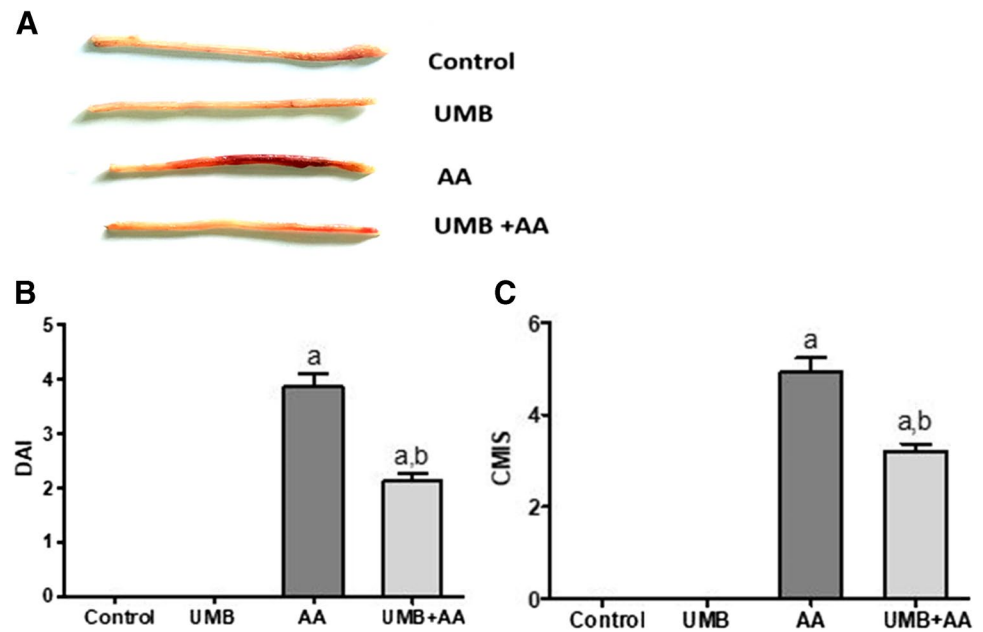 A
Control
UMB
AA
UMB +AA
B
5
4
3
2
1
0
DAI
a
a,b
Control UMB AA UMB+AA
C
6
4
2
0
CMIS
a
a,b
Control UMB AA UMB+AA